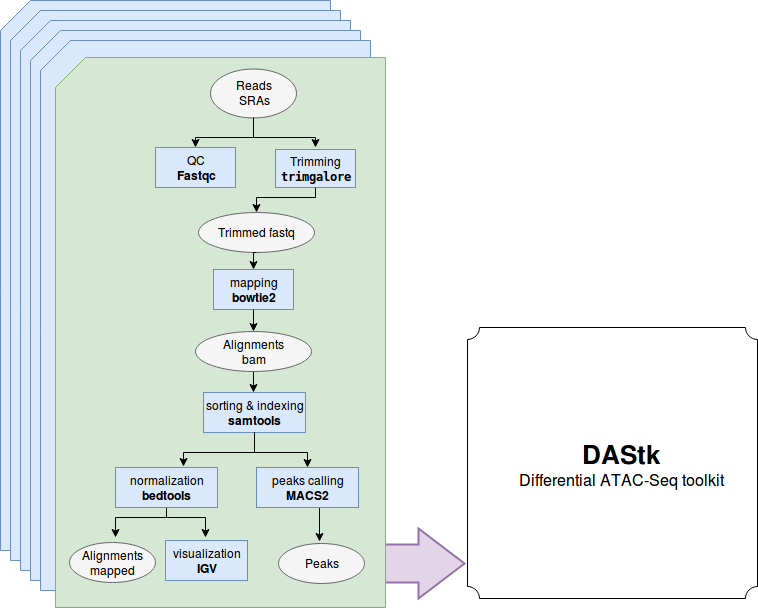 Reads
SRAs
QC
Fastqc
Trimming
trimgalore
Trimmed fastq
mapping
bowtie2
Alignments
bam
sorting & indexing
samtools
normalization
bedtools
peaks calling
MACS2
Alignments
mapped
visualization
IGV
Peaks
DAStk
Differential ATAC-Seq toolkit